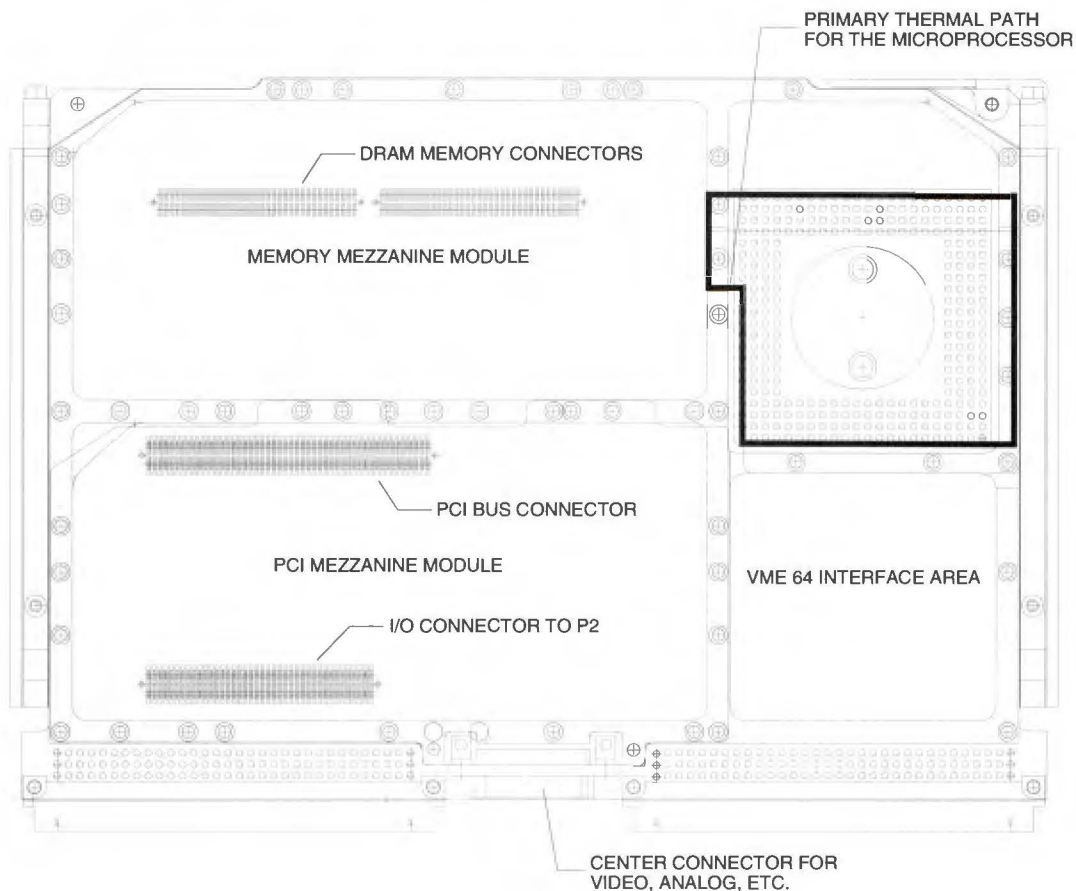 PRIMARY THERMAL PATH
FOR THE MICROPROCESSOR
DRAM MEMORY CONNECTORS
MEMORY MEZZANINE MODULE
PCI BUS CONNECTOR
PCI MEZZANINE MODULE
VME 64 INTERFACE AREA
I/O CONNECTOR TO P2
CENTER CONNECTOR FOR
VIDEO, ANALOG, ETC.